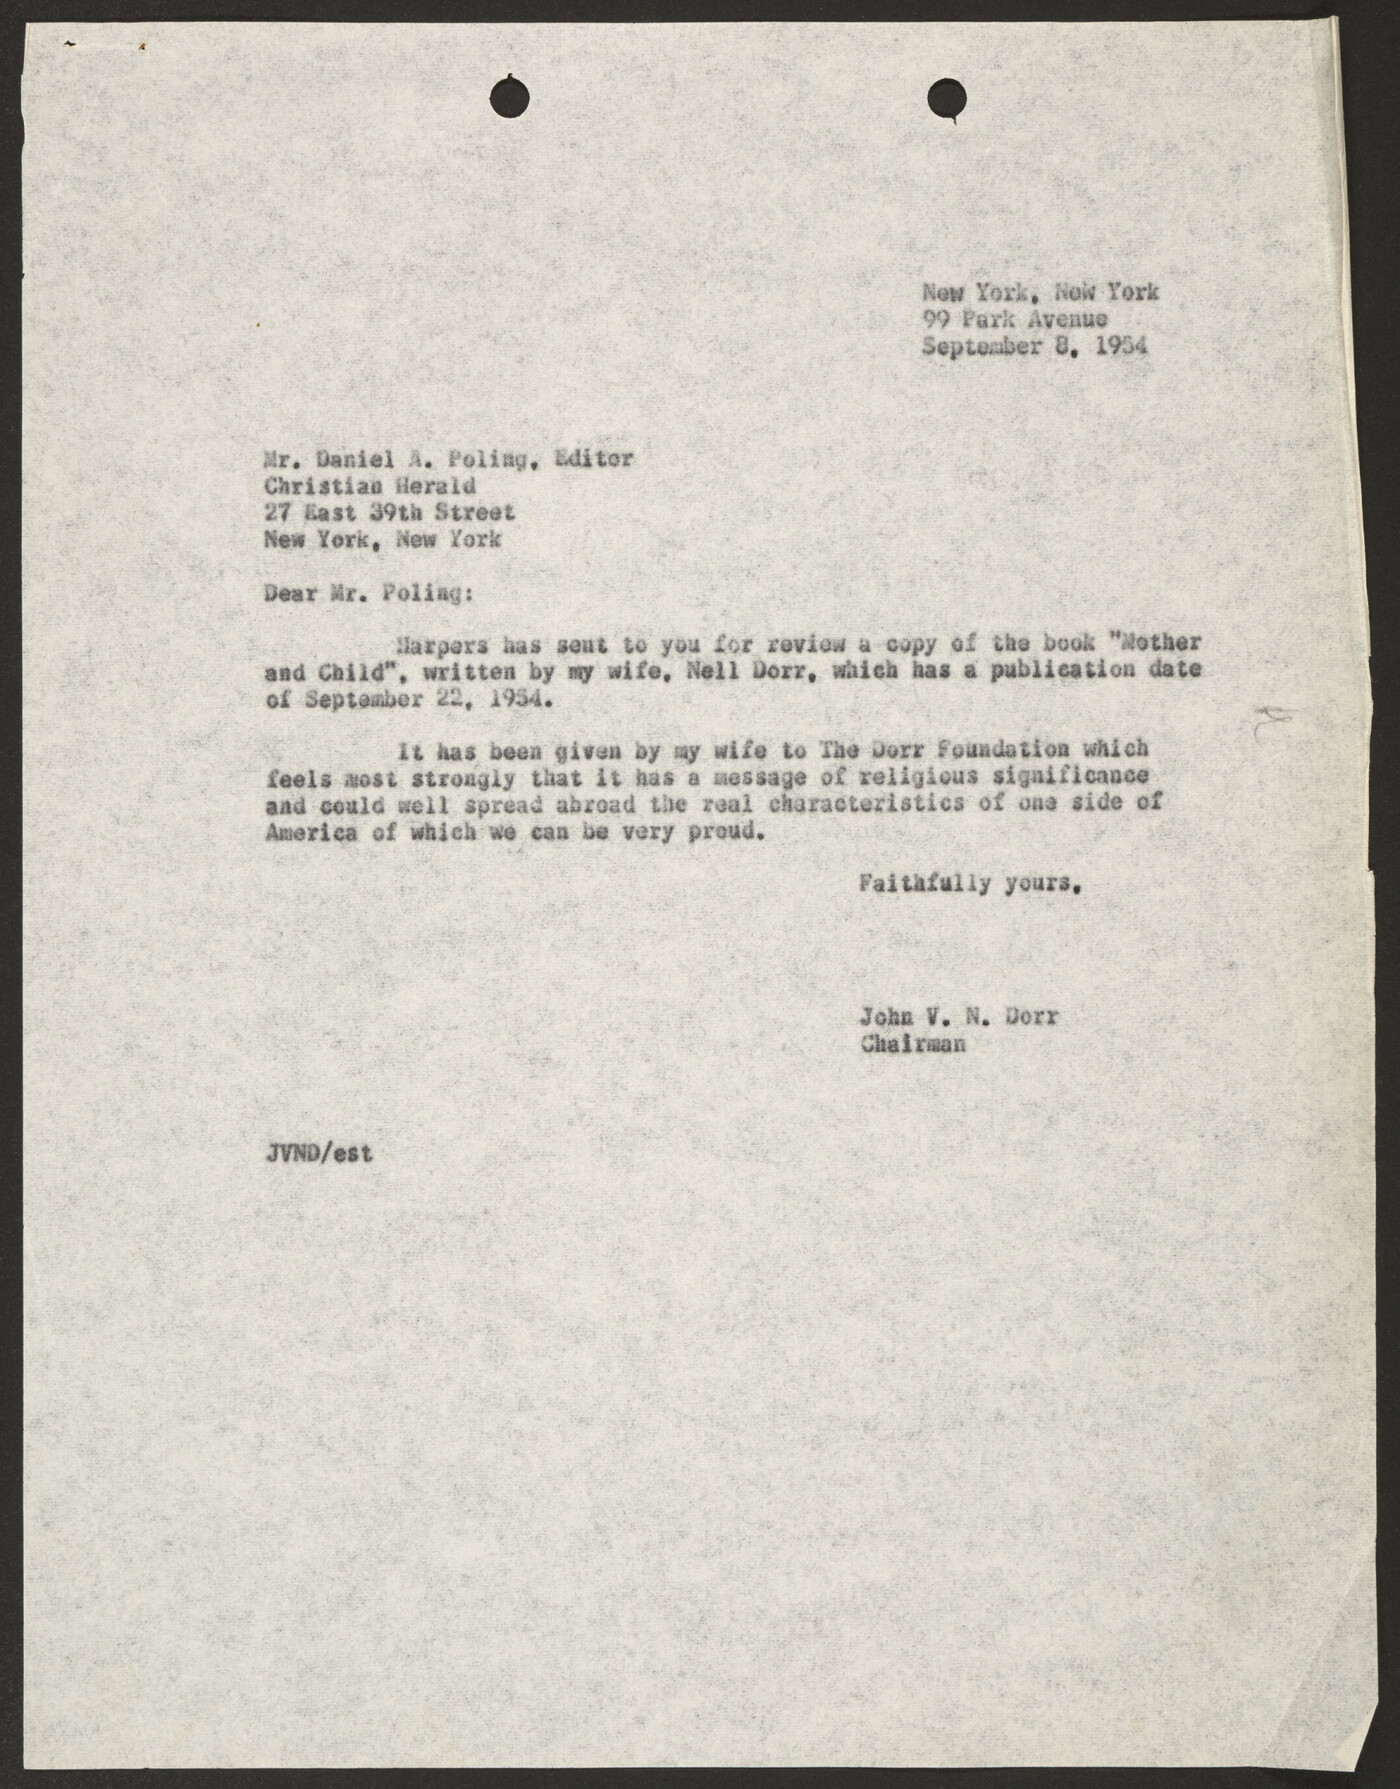 New York, New York
99 Park Avenue
September 8, 1954
Mr. Daniel A. Poling, Editor
Christian Herald
27 East 39th Street
New York, New York
Dear Mr. Poling:
Harpers has sent to you for review a copy of the book "Mother
and Child", written by my wife, Nell Dorr, which has a publication date
of September 22, 1954.
It has been given by my wife to The Dorr Foundation which
feels most strongly that it has a message of religious significance
and could well spread abroad the real characteristics of one side of
America of which we can be very proud.
Faithfully yours,
John V. N. Dorr
Chairman
JVND/est